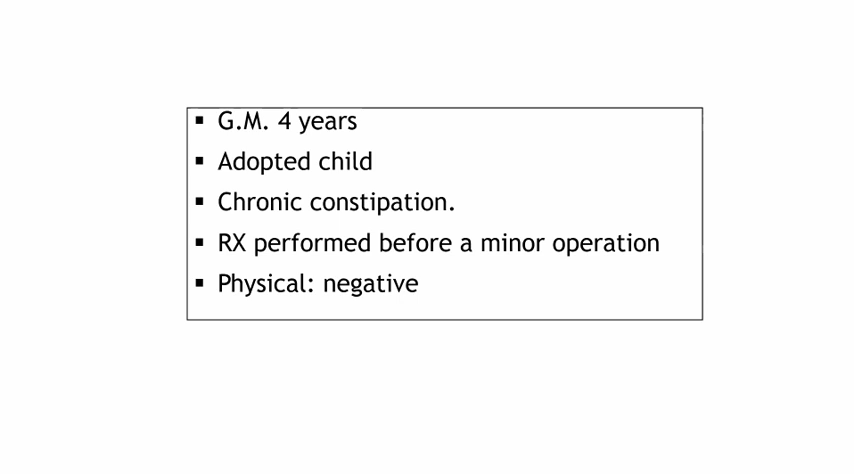 ▪ G.M. 4 years
▪ Adopted child
▪ Chronic constipation.
▪ RX performed before a minor operation
▪ Physical: negative